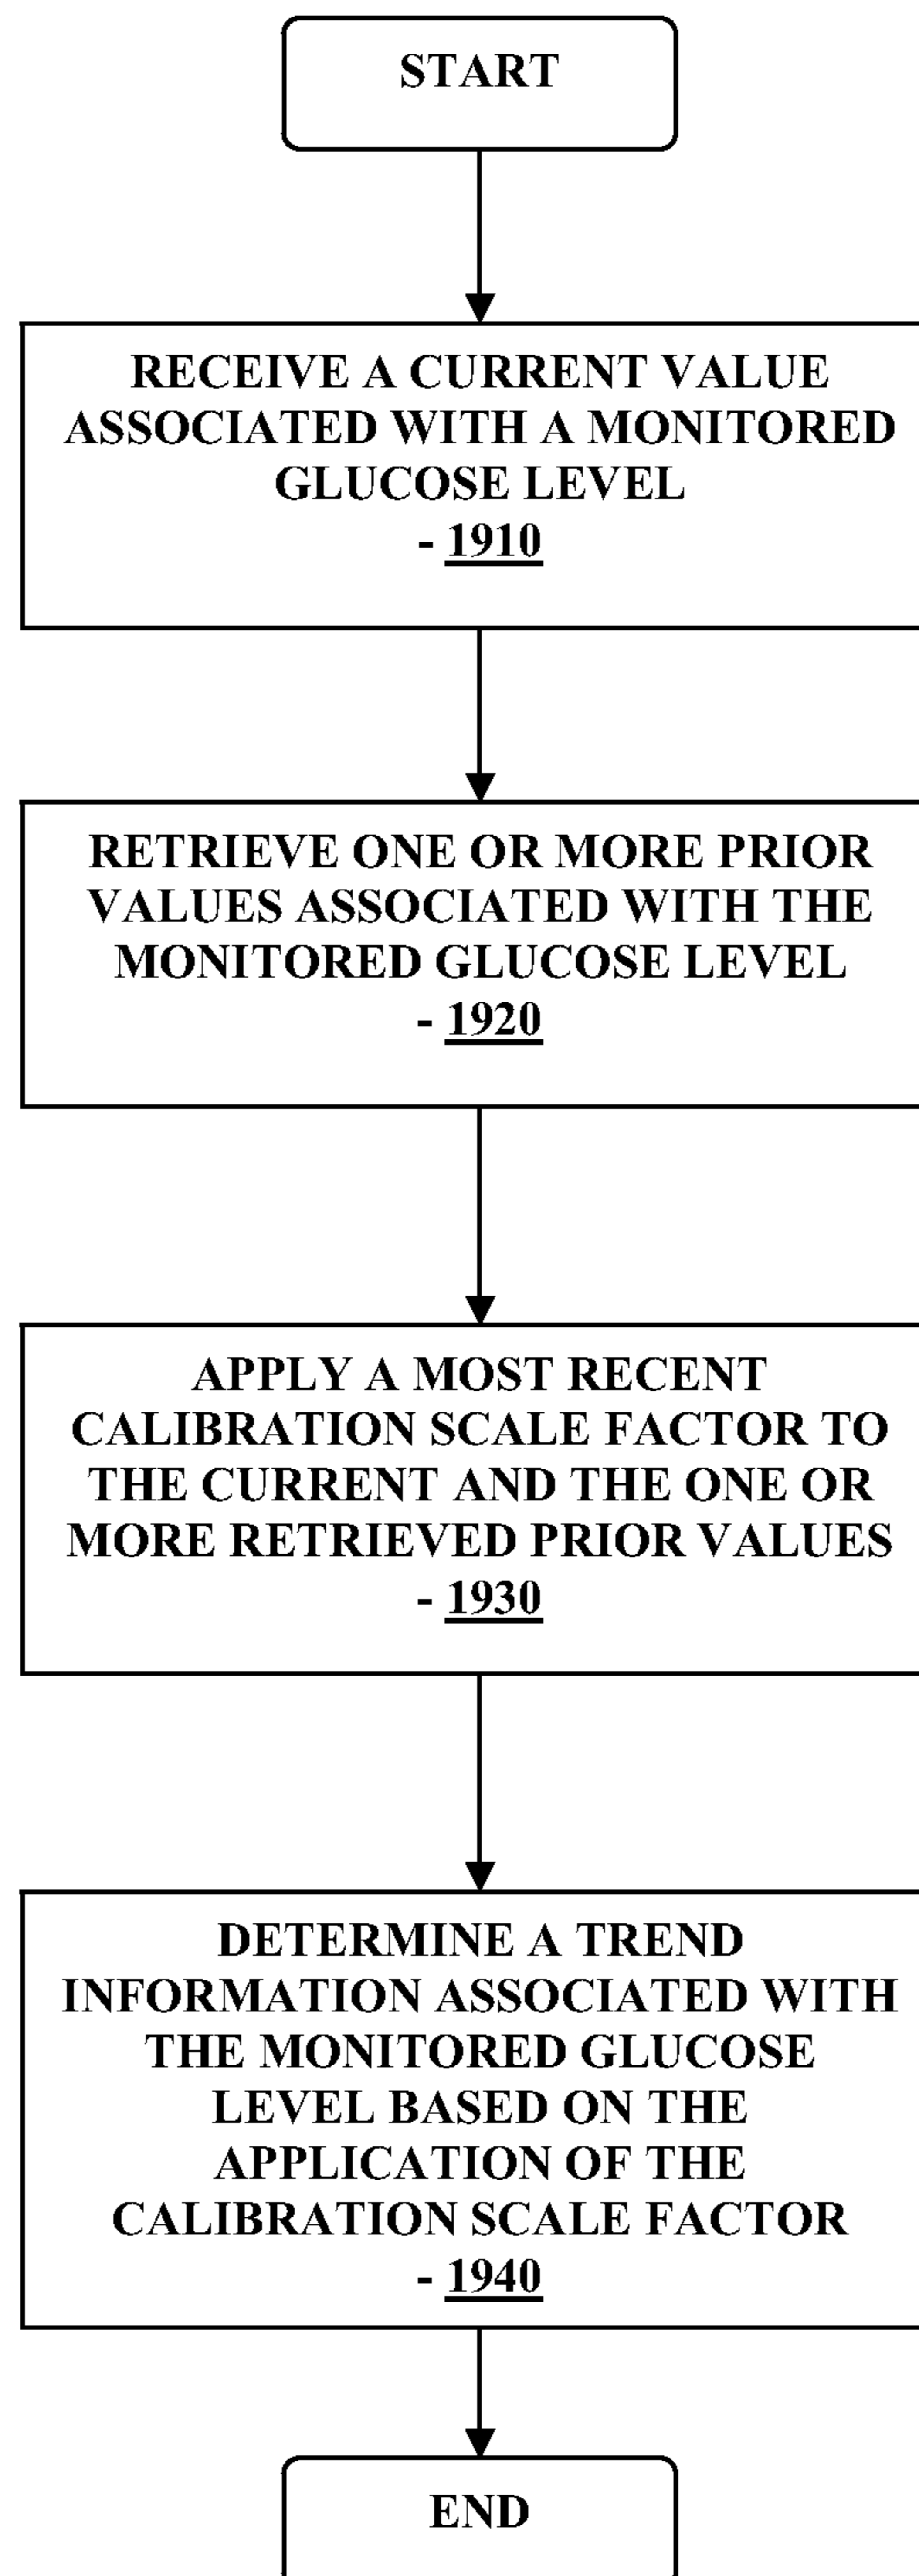 START
RECEIVE A CURRENT VALUE
ASSOCIATED WITH A MONITORED
GLUCOSE LEVEL
- 1910
RETRIEVE ONE OR MORE PRIOR
VALUES ASSOCIATED WITH THE
MONITORED GLUCOSE LEVEL
- 1920
APPLY A MOST RECENT
CALIBRATION SCALE FACTOR TO
THE CURRENT AND THE ONE OR
MORE RETRIEVED PRIOR VALUES
- 1930
DETERMINE A TREND
INFORMATION ASSOCIATED WITH
THE MONITORED GLUCOSE
LEVEL BASED ON THE
APPLICATION OF THE
CALIBRATION SCALE FACTOR
- 1940
END